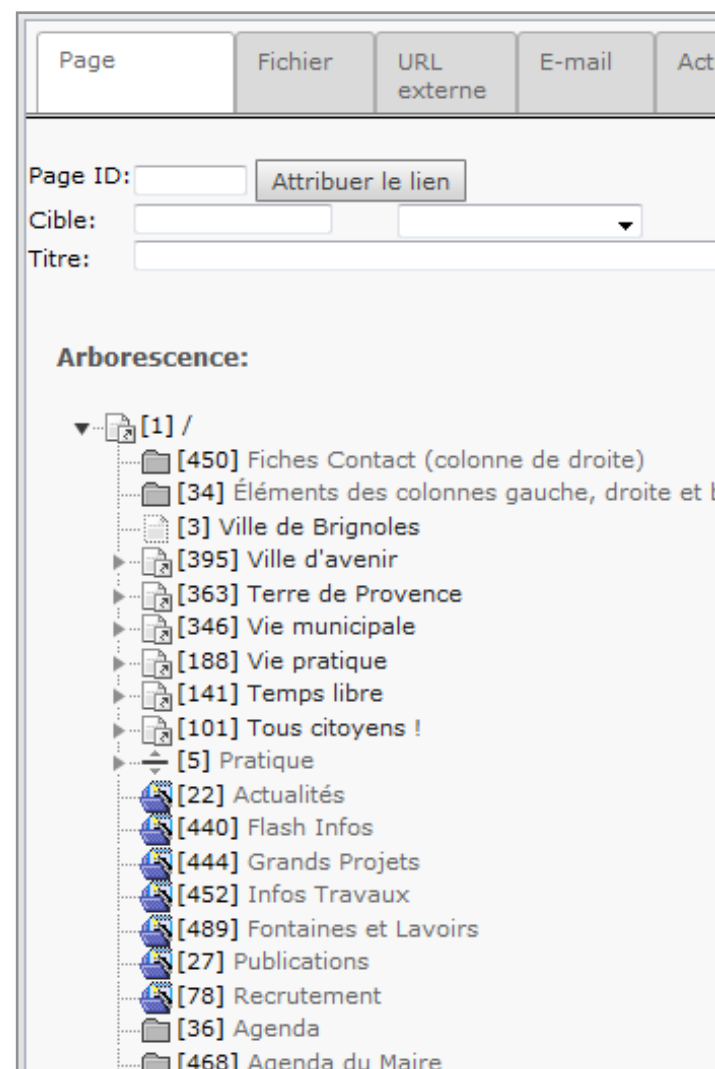 Page Fichier URL externe E-mail Act
Page ID: Attribuer le lien
Cible:
Titre:
Arborescence:
[1] /
[450] Fiches Contact (colonne de droite)
[34] Éléments des colonnes gauche, droite et b
[3] Ville de Brignoles
[395] Ville d'avenir
[363] Terre de Provence
[346] Vie municipale
[188] Vie pratique
[141] Temps libre
[101] Tous citoyens !
[5] Pratique
[22] Actualités
[440] Flash Infos
[444] Grands Projets
[452] Infos Travaux
[489] Fontaines et Lavoirs
[27] Publications
[78] Recrutement
[36] Agenda
[468] Agenda du Maire